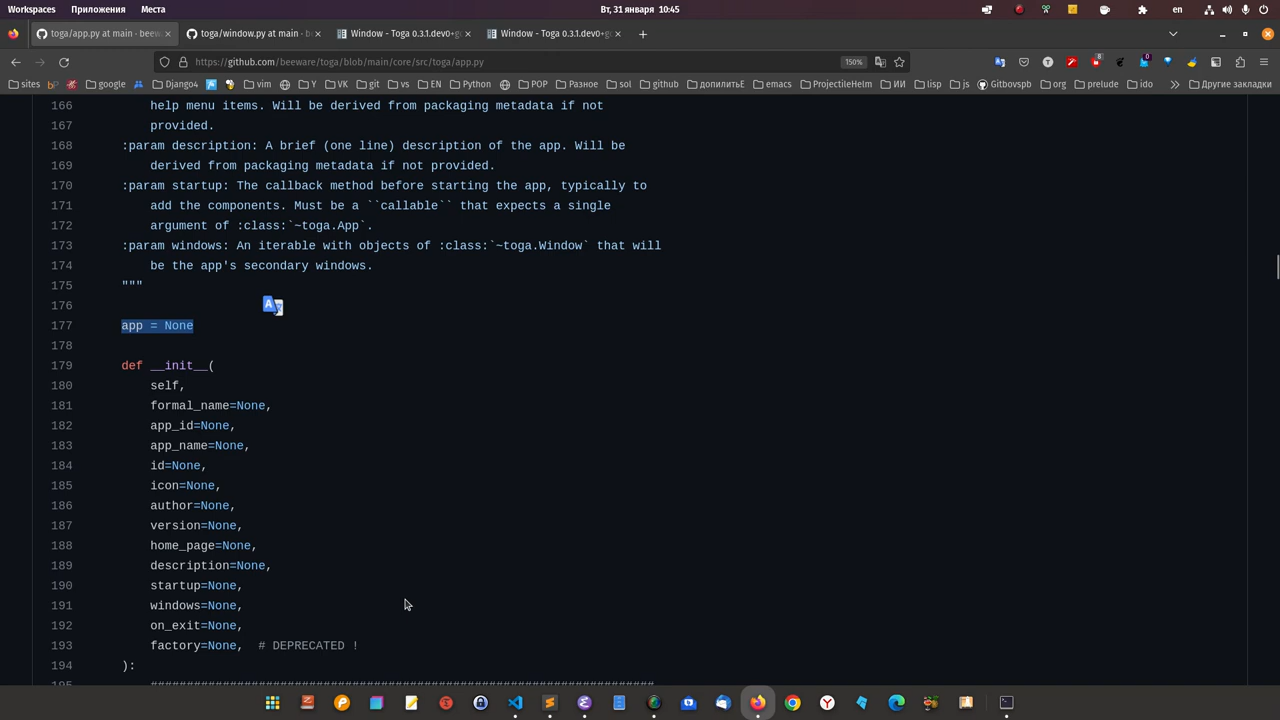 Workspaces Приложения Места Вт, 31 января 10:45 en
toga/app.py at main · beew toga/window.py at main · bee Window - Toga 0.3.1.dev0+g Window - Toga 0.3.1.dev0+g
https://github.com/beeware/toga/blob/main/core/src/toga/app.py 150% 8
sites google Django4 vim Y VK git vs EN Python POP Разное sol github допилитьЕ emacs ProjectileHelm ИИ lisp js Gitbovspb org prelude ido Другие закладки
166 help menu items. Will be derived from packaging metadata if not
167 provided.
168 :param description: A brief (one line) description of the app. Will be
169 derived from packaging metadata if not provided.
170 :param startup: The callback method before starting the app, typically to
171 add the components. Must be a ``callable`` that expects a single
172 argument of :class:`~toga.App`.
173 :param windows: An iterable with objects of :class:`~toga.Window` that will
174 be the app's secondary windows.
175 """
176
177 app = None
178
179 def __init__(
180 self,
181 formal_name=None,
182 app_id=None,
183 app_name=None,
184 id=None,
185 icon=None,
186 author=None,
187 version=None,
188 home_page=None,
189 description=None,
190 startup=None,
191 windows=None,
192 on_exit=None,
193 factory=None, # DEPRECATED !
194 ):
195 ######################################################################